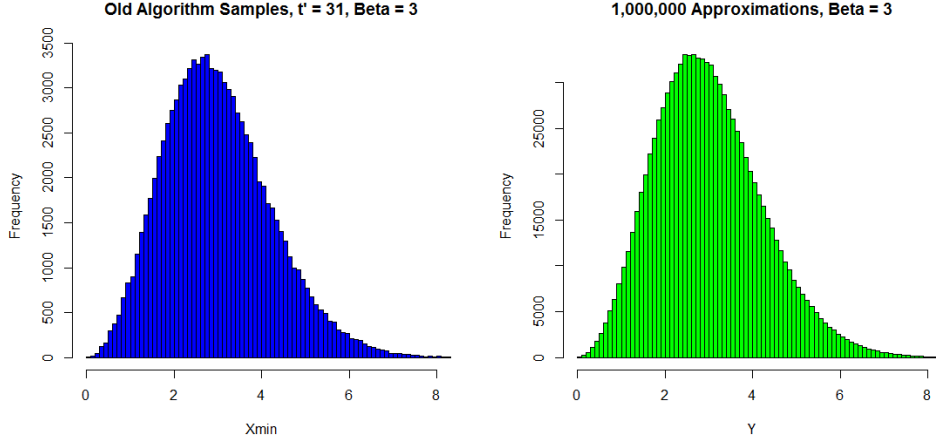 Old Algorithm Samples, t' = 31, Beta = 3
Frequency
0
500
1000
1500
2000
2500
3000
3500
0 2 4 6 8
Xmin
1,000,000 Approximations, Beta = 3
Frequency
0
5000
15000
25000
0 2 4 6 8
Y